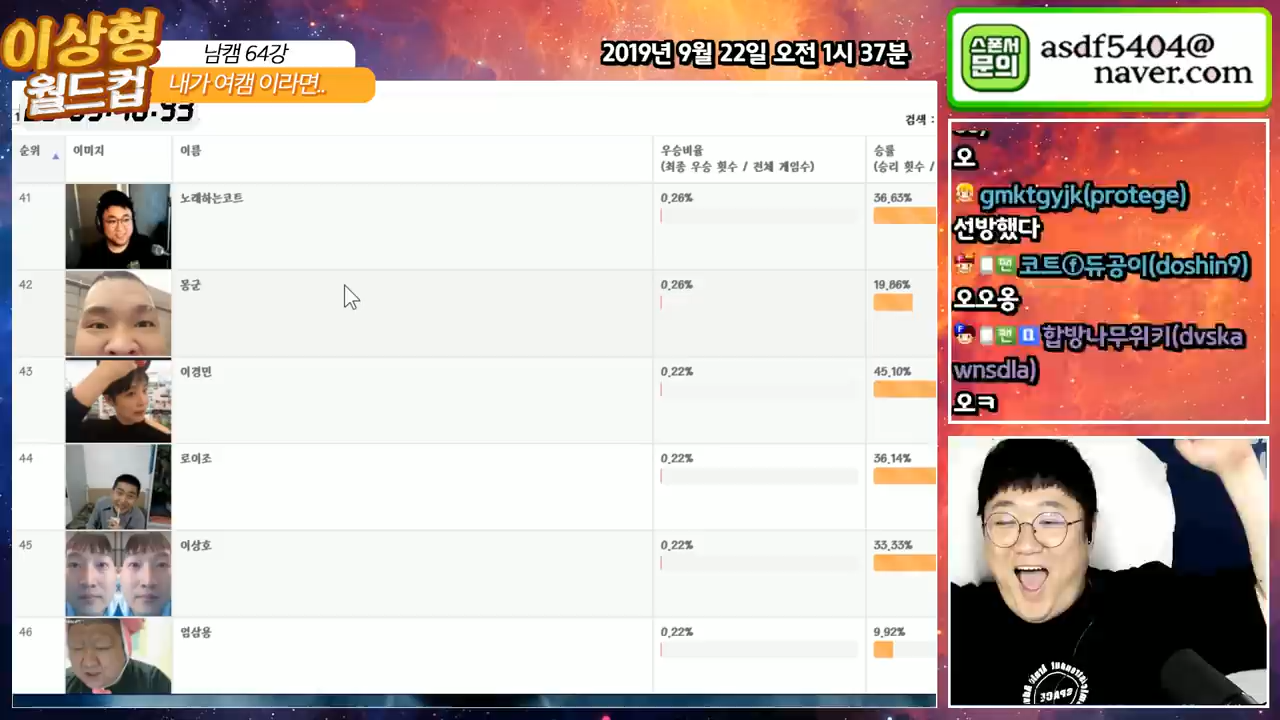 이상형
월드컵
남캠 64강
내가 여캠 이라면..
2019년 9월 22일 오전 1시 37분
스폰서
문의
asdf5404@
naver.com
검색 :
순위
이미지
이름
우승비율
(최종 우승 횟수 / 전체 게임수)
승률
(승리 횟수 /
41
노래하는코트
0.26%
36.63%
42
봉군
0.26%
19.86%
43
이경민
0.22%
45.10%
44
로이조
0.22%
36.14%
45
이상호
0.22%
33.33%
46
엄삼용
0.22%
9.92%
오
gmktgyjk(protege)
선방했다
팬 코트ⓕ듀공이(doshin9)
오오옹
팬 합방나무위키(dvska
wnsdla)
오ㅋ
SPACE